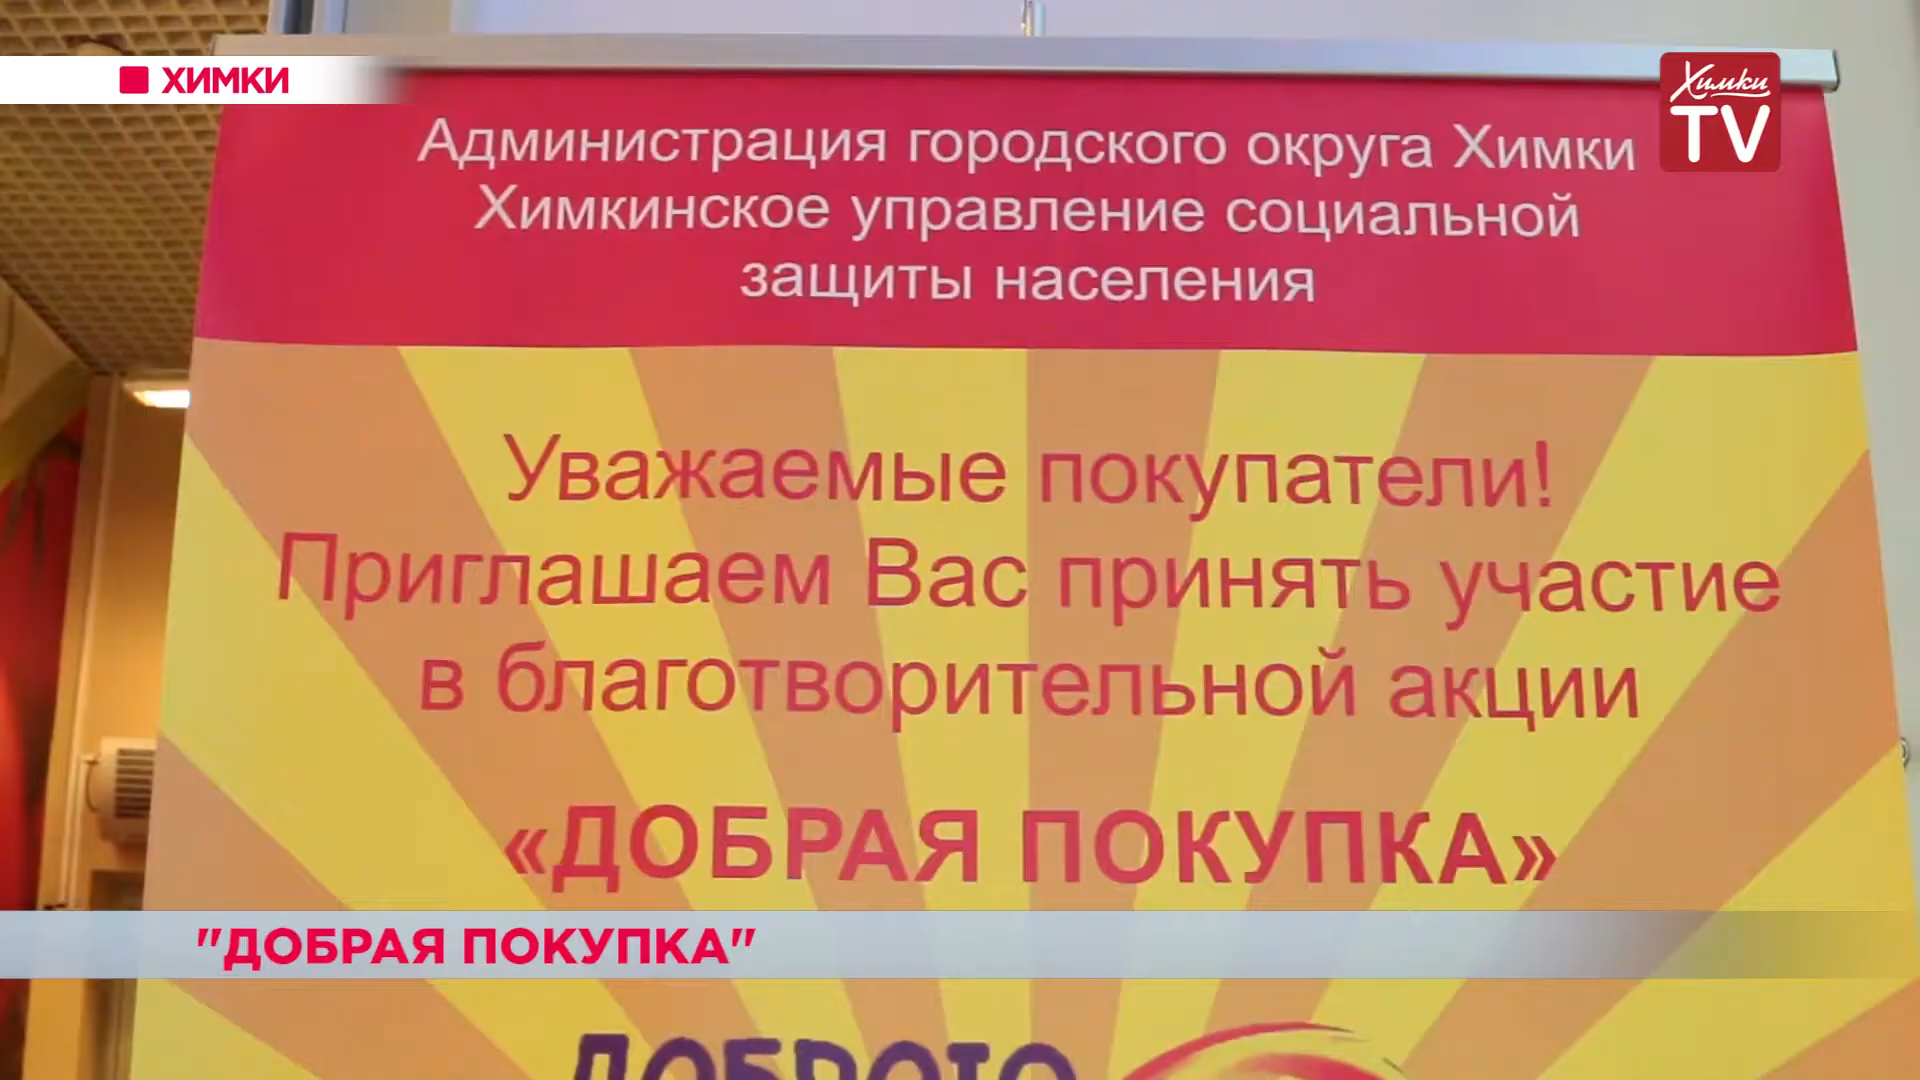 ХИМКИ
Химки
TV
Администрация городского округа Химки
Химкинское управление социальной
защиты населения
Уважаемые покупатели!
Приглашаем Вас принять участие
в благотворительной акции
«ДОБРАЯ ПОКУПКА»
"ДОБРАЯ ПОКУПКА"
ДОБРОТО